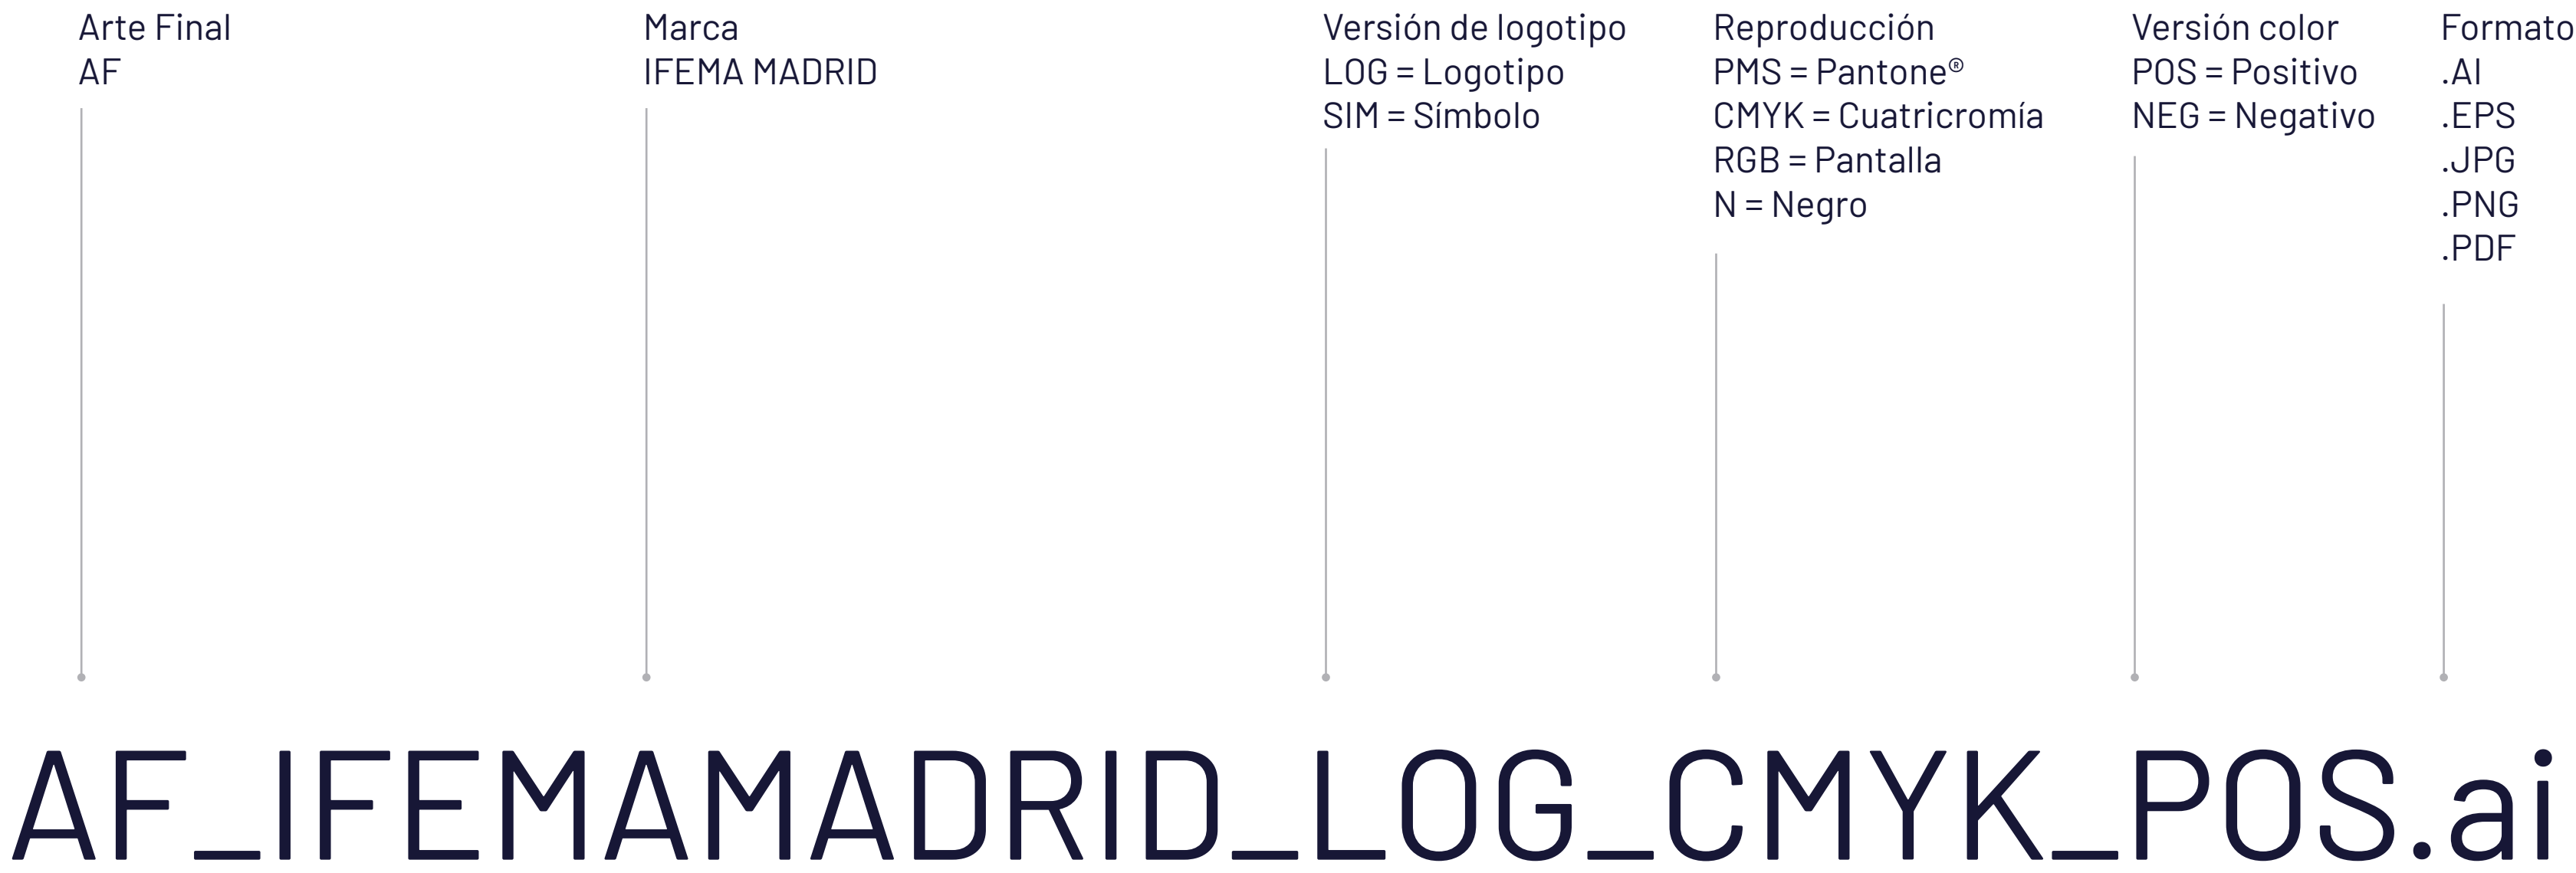 Arte Final
AF
Marca
IFEMA MADRID
Versión de logotipo
LOG = Logotipo
SIM = Símbolo
Reproducción
PMS = Pantone®
CMYK = Cuatricromía
RGB = Pantalla
N = Negro
Versión color
POS = Positivo
NEG = Negativo
Formato
.AI
.EPS
.JPG
.PNG
.PDF
AF_IFEMAMADRID_LOG_CMYK_POS.ai